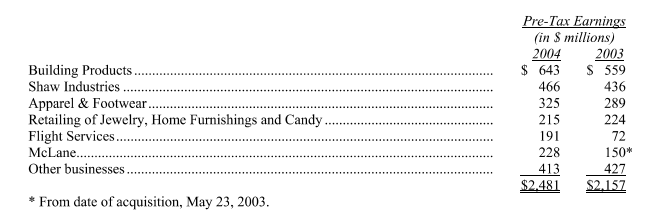 Pre-Tax Earnings
(in $ millions)
2004 2003
Building Products ........ $ 643 $ 559
Shaw Industries ........ 466 436
Apparel & Footwear ........ 325 289
Retailing of Jewelry, Home Furnishings and Candy ........ 215 224
Flight Services ........ 191 72
McLane ........ 228 150*
Other businesses ........ 413 427
$2,481 $2,157
* From date of acquisition, May 23, 2003.